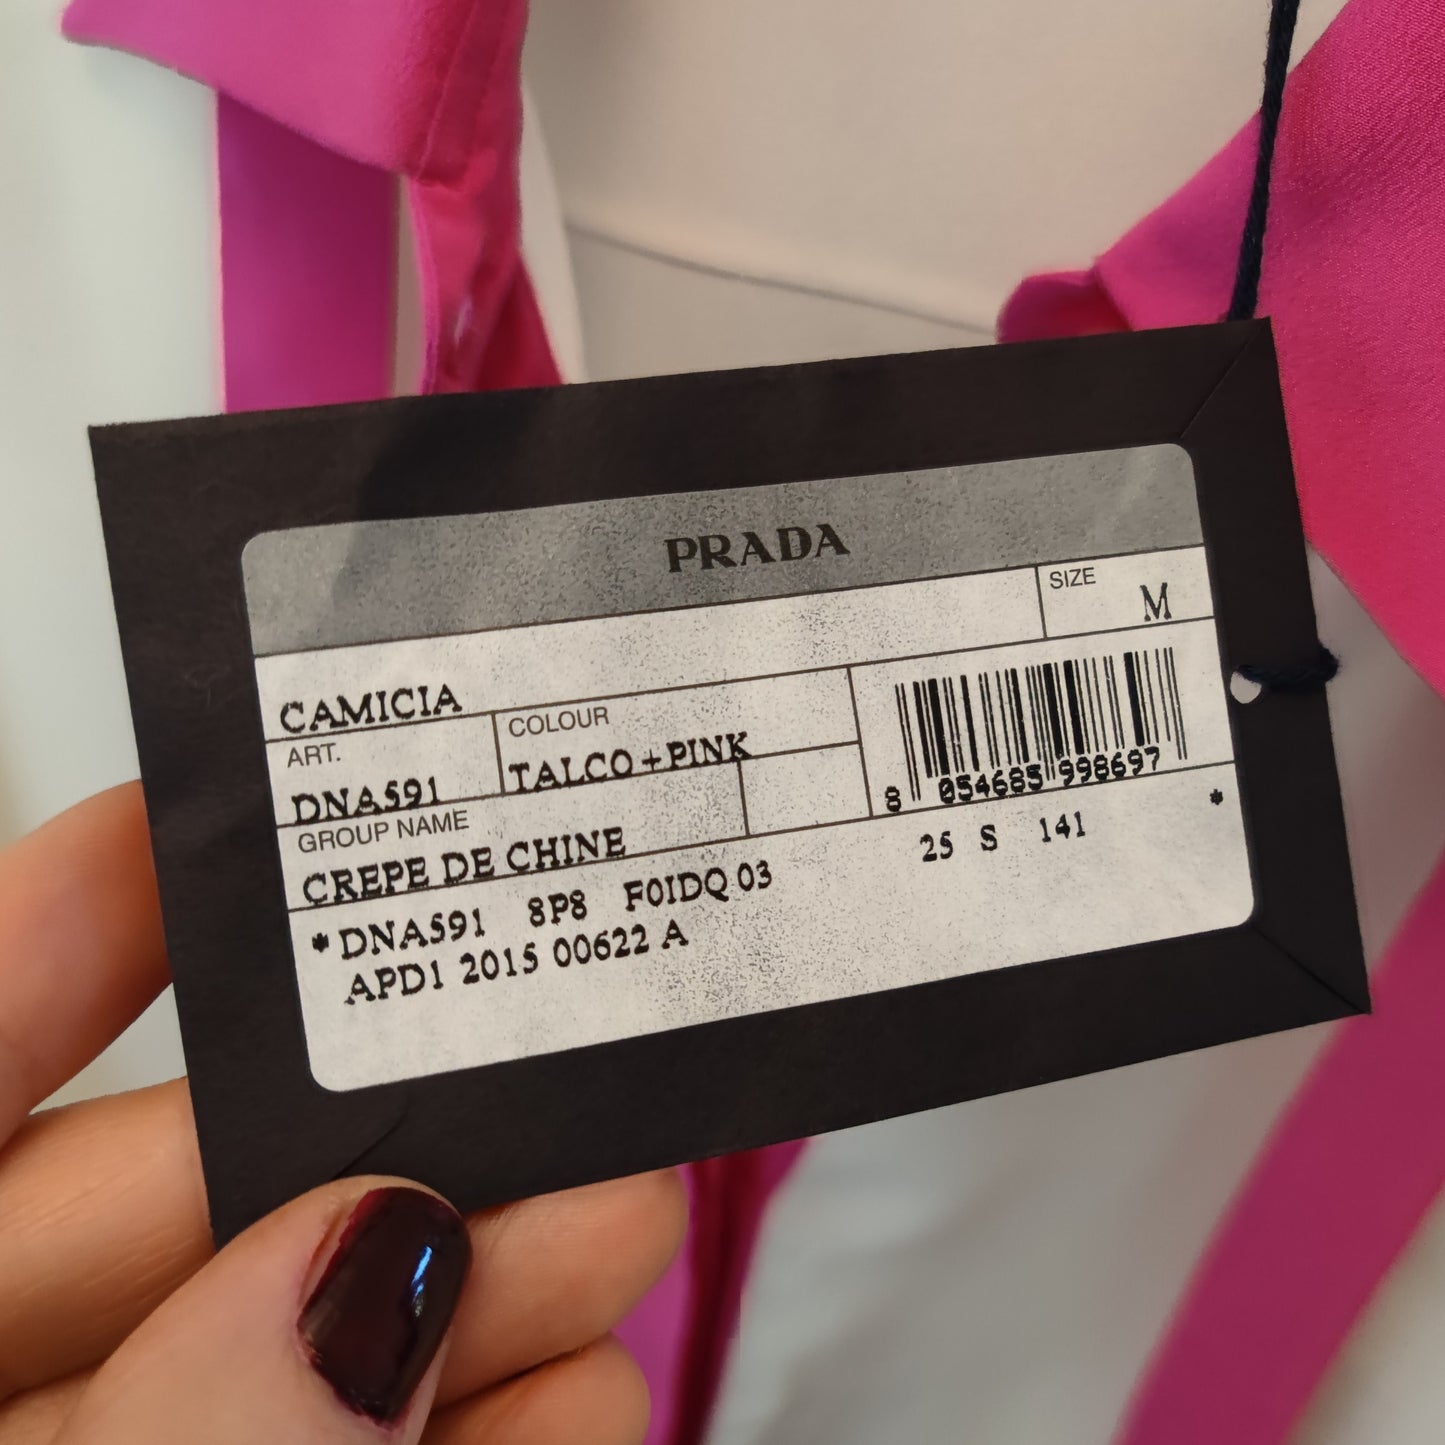 PRADA
SIZE
M
CAMICIA
ART.
COLOUR
DNA591
TALCO+PINK
GROUP NAME
CREPE DE CHINE
8 054685 998697
*DNA591 8P8 F0IDQ 03
25 S 141 *
APD1 2015 00622 A